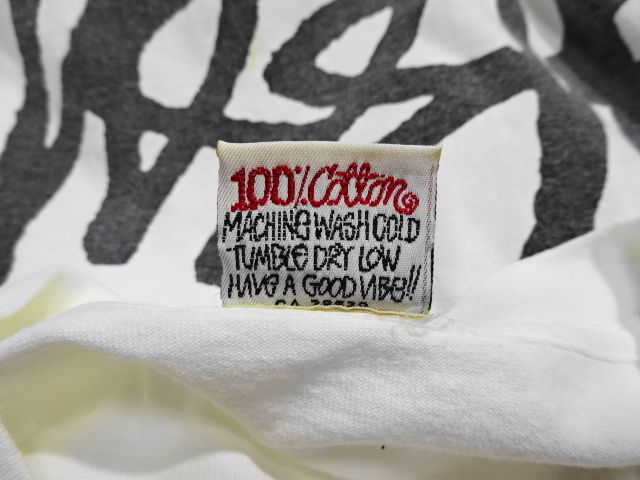 100% Cotton
MACHINE WASH COLD
TUMBLE DRY LOW
HAVE A GOOD VIBE!!